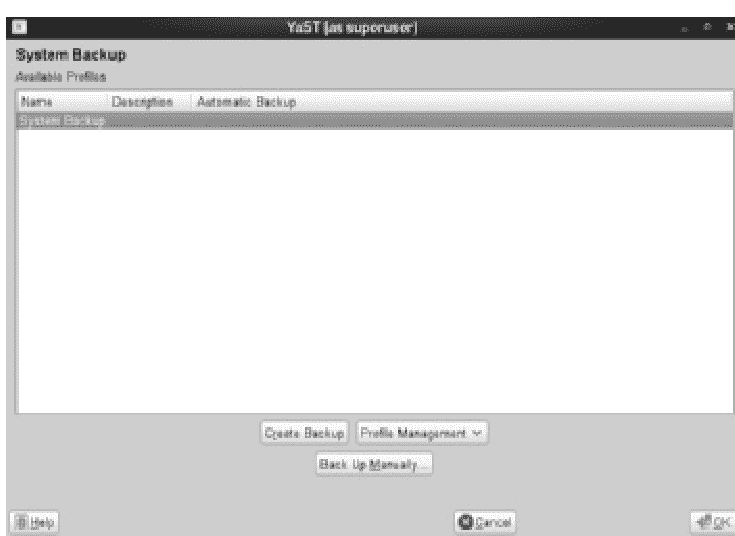 YaST [as superuser]
System Backup
Available Profiles
Name Description Automatic Backup
System Backup
Create Backup Profile Management
Back Up Manually...
Help Cancel OK